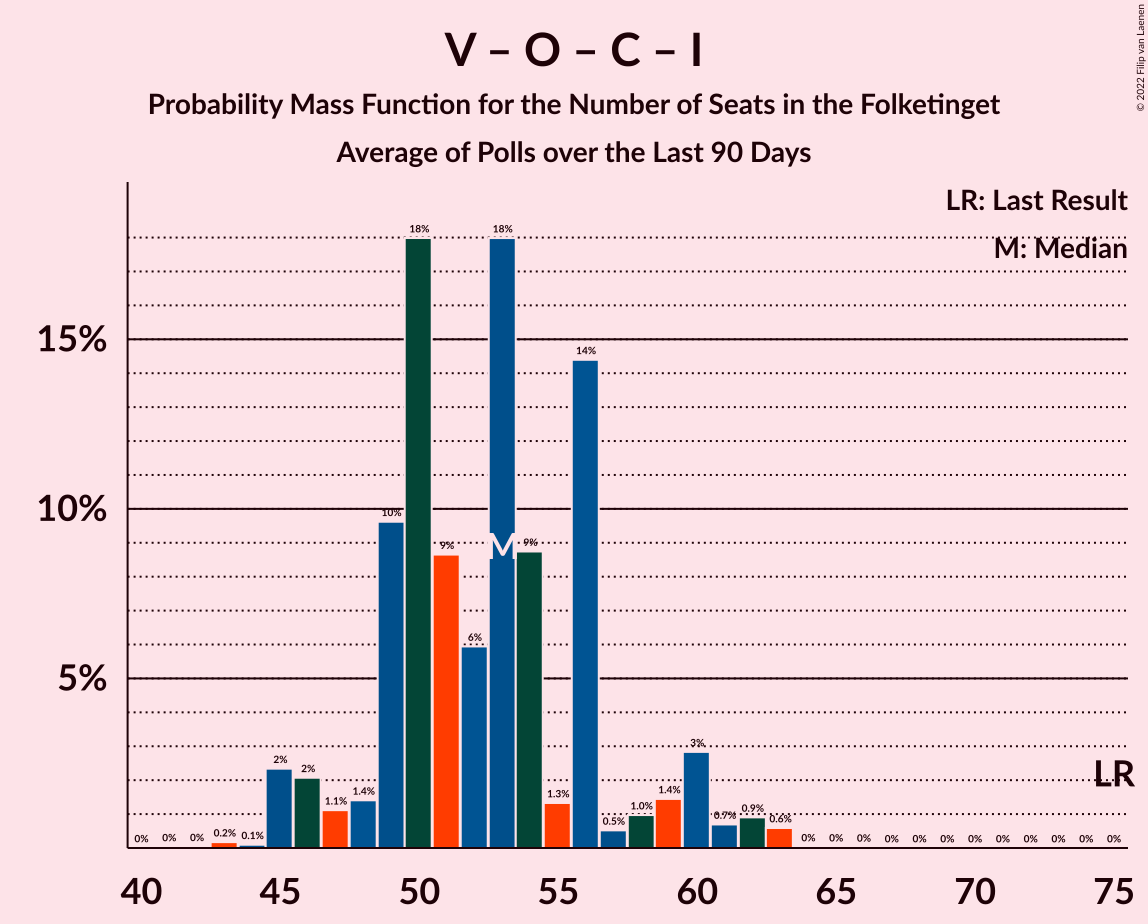 V – O – C – I
Probability Mass Function for the Number of Seats in the Folketinget
Average of Polls over the Last 90 Days
© 2022 Filip van Laenen
LR: Last Result
M: Median
18% 18%
15%
14%
10%
10%
9% 9%
M
6%
5%
3%
LR
2% 2% 1.1% 1.4% 1.3% 0.5% 1.0% 1.4% 0.7% 0.9% 0.6%
0% 0% 0% 0.2% 0.1% 0% 0% 0% 0% 0% 0% 0% 0% 0% 0% 0% 0%
40 45 50 55 60 65 70 75